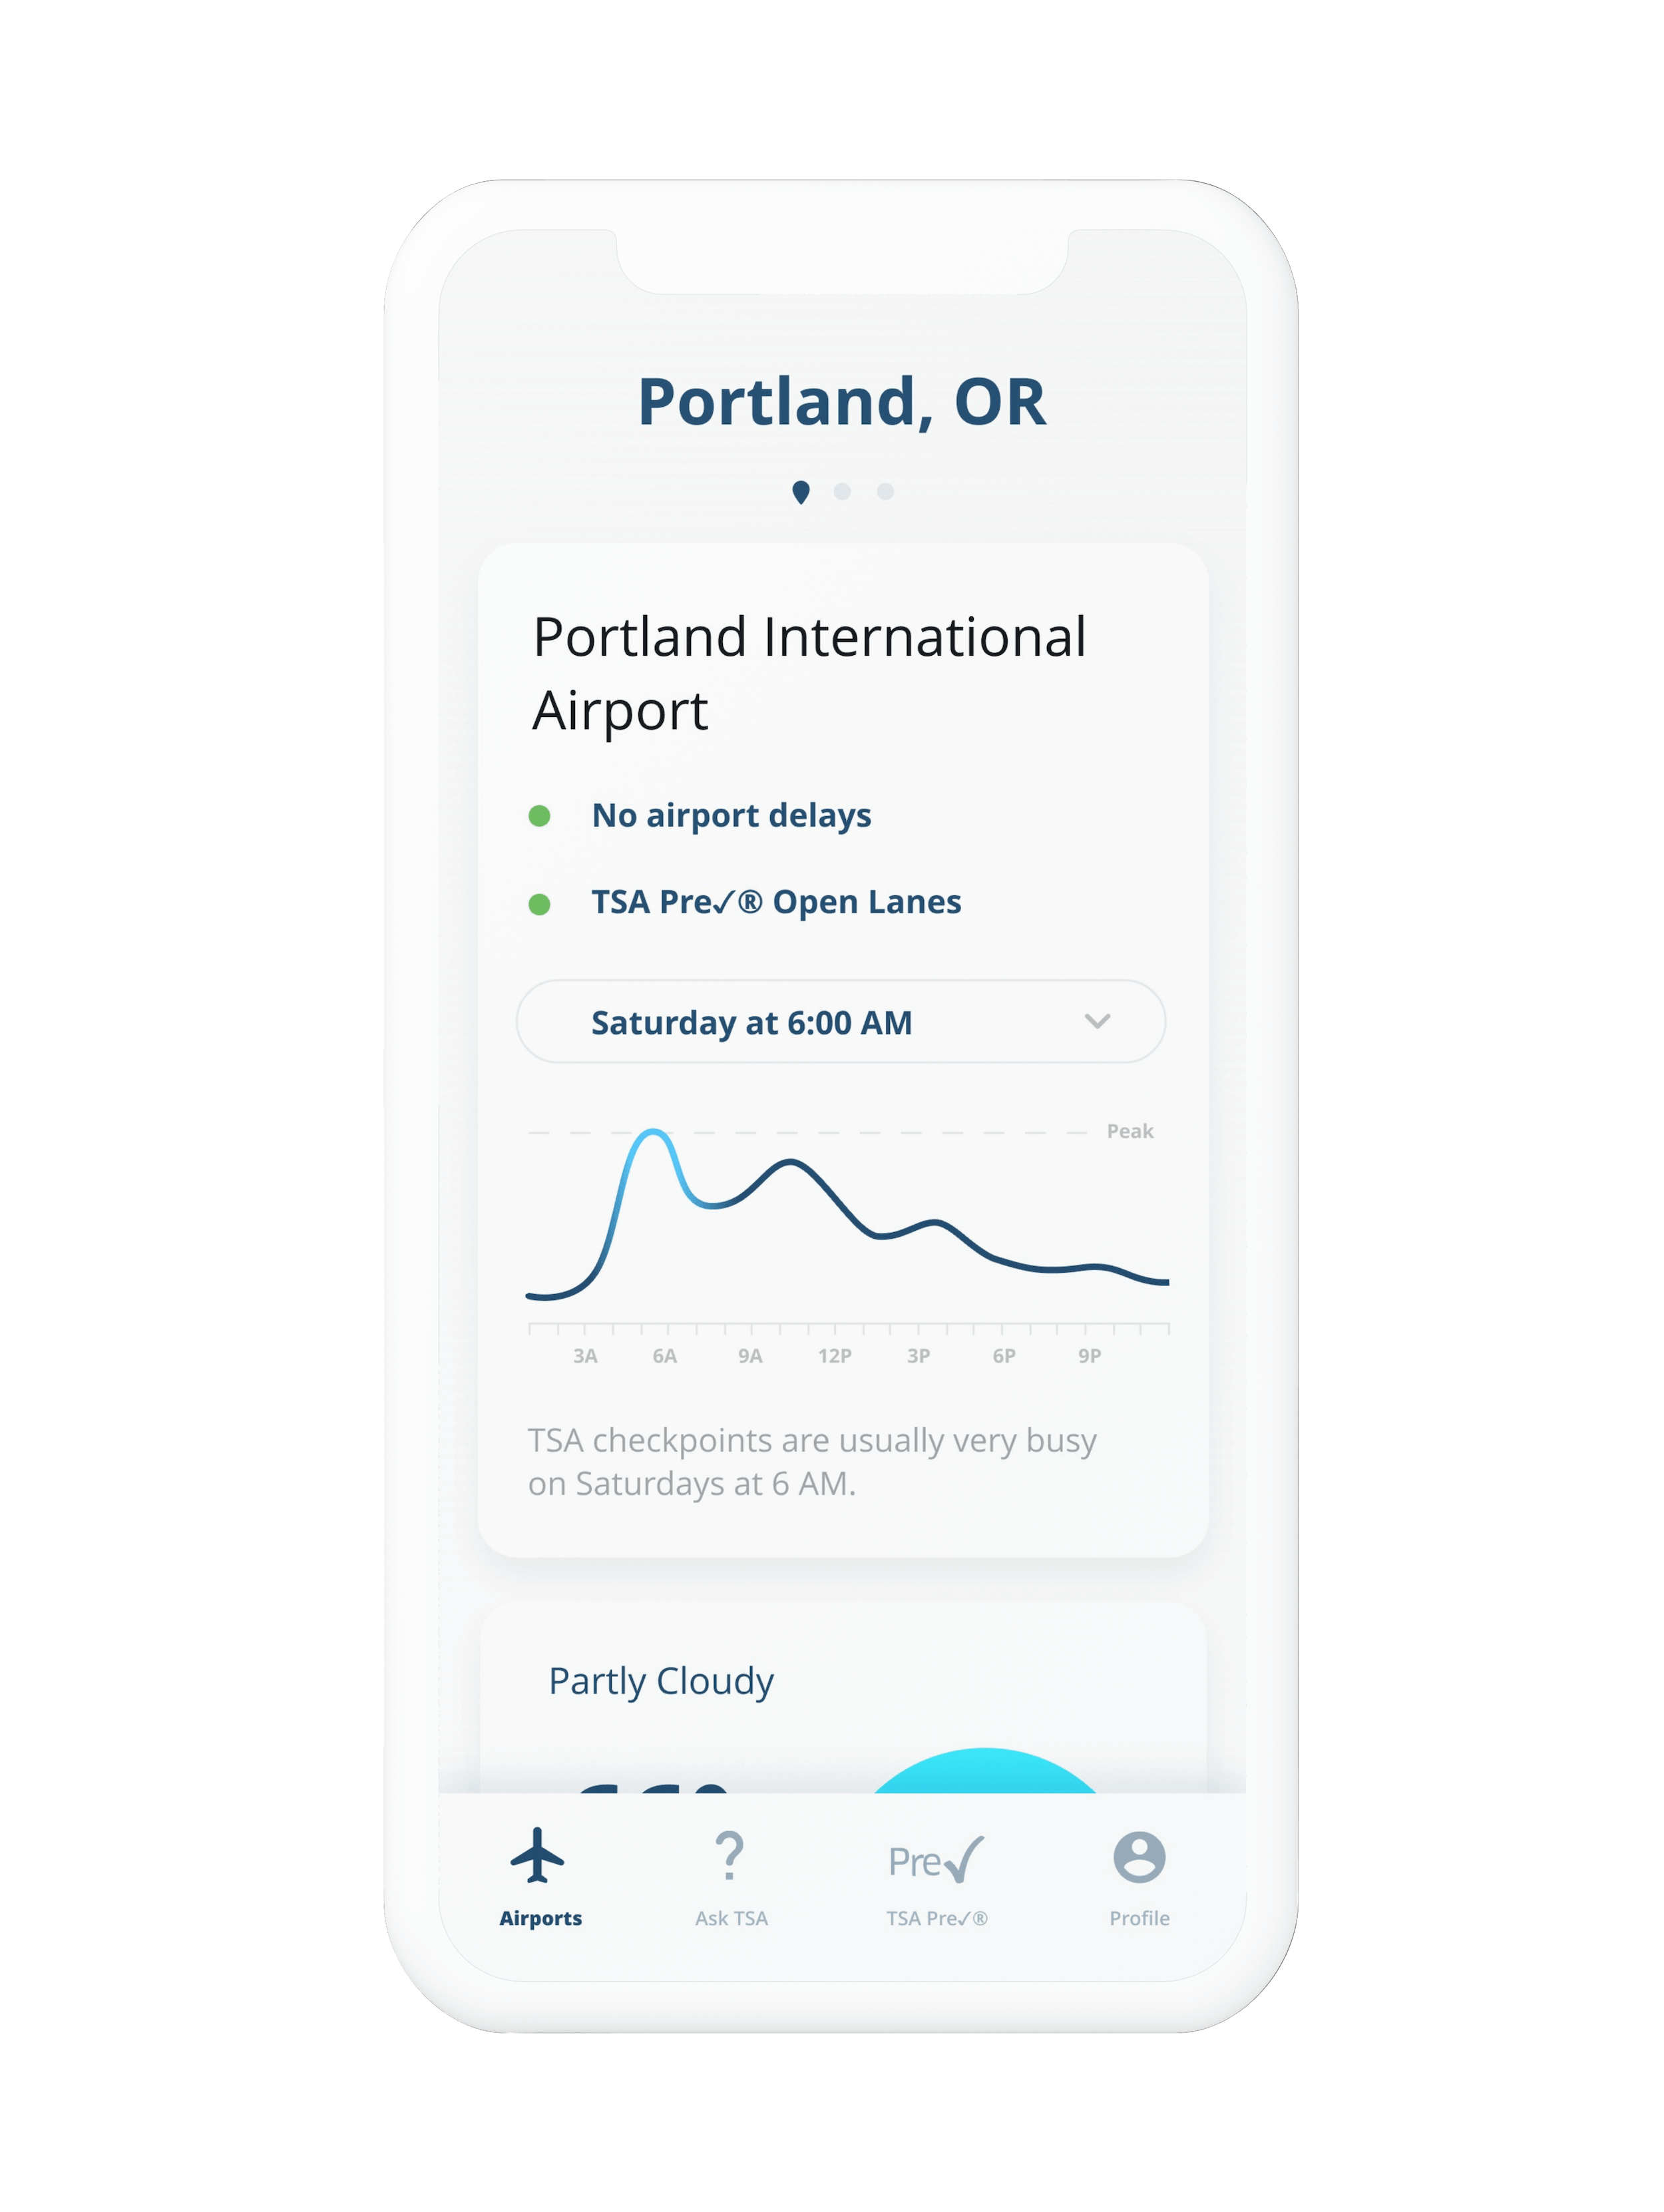 Portland, OR
Portland International
Airport
No airport delays
TSA Pre✓® Open Lanes
Saturday at 6:00 AM
Peak
3A 6A 9A 12P 3P 6P 9P
TSA checkpoints are usually very busy
on Saturdays at 6 AM.
Partly Cloudy
Pre✓
Airports Ask TSA TSA Pre✓® Profile